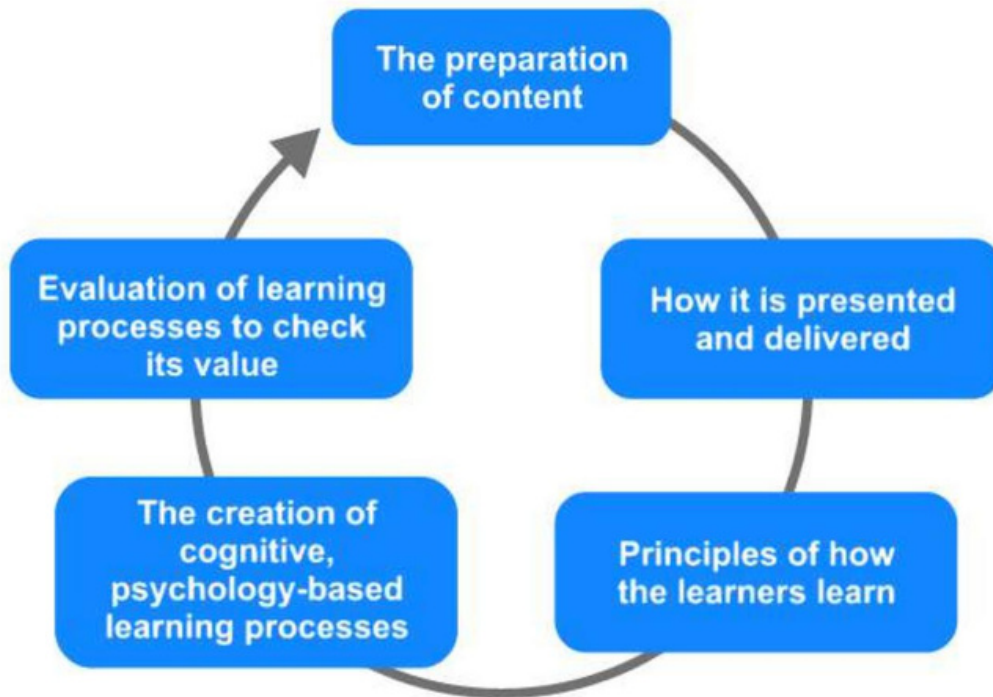 The preparation
of content
How it is presented
and delivered
Principles of how
the learners learn
The creation of
cognitive,
psychology-based
learning processes
Evaluation of learning
processes to check
its value